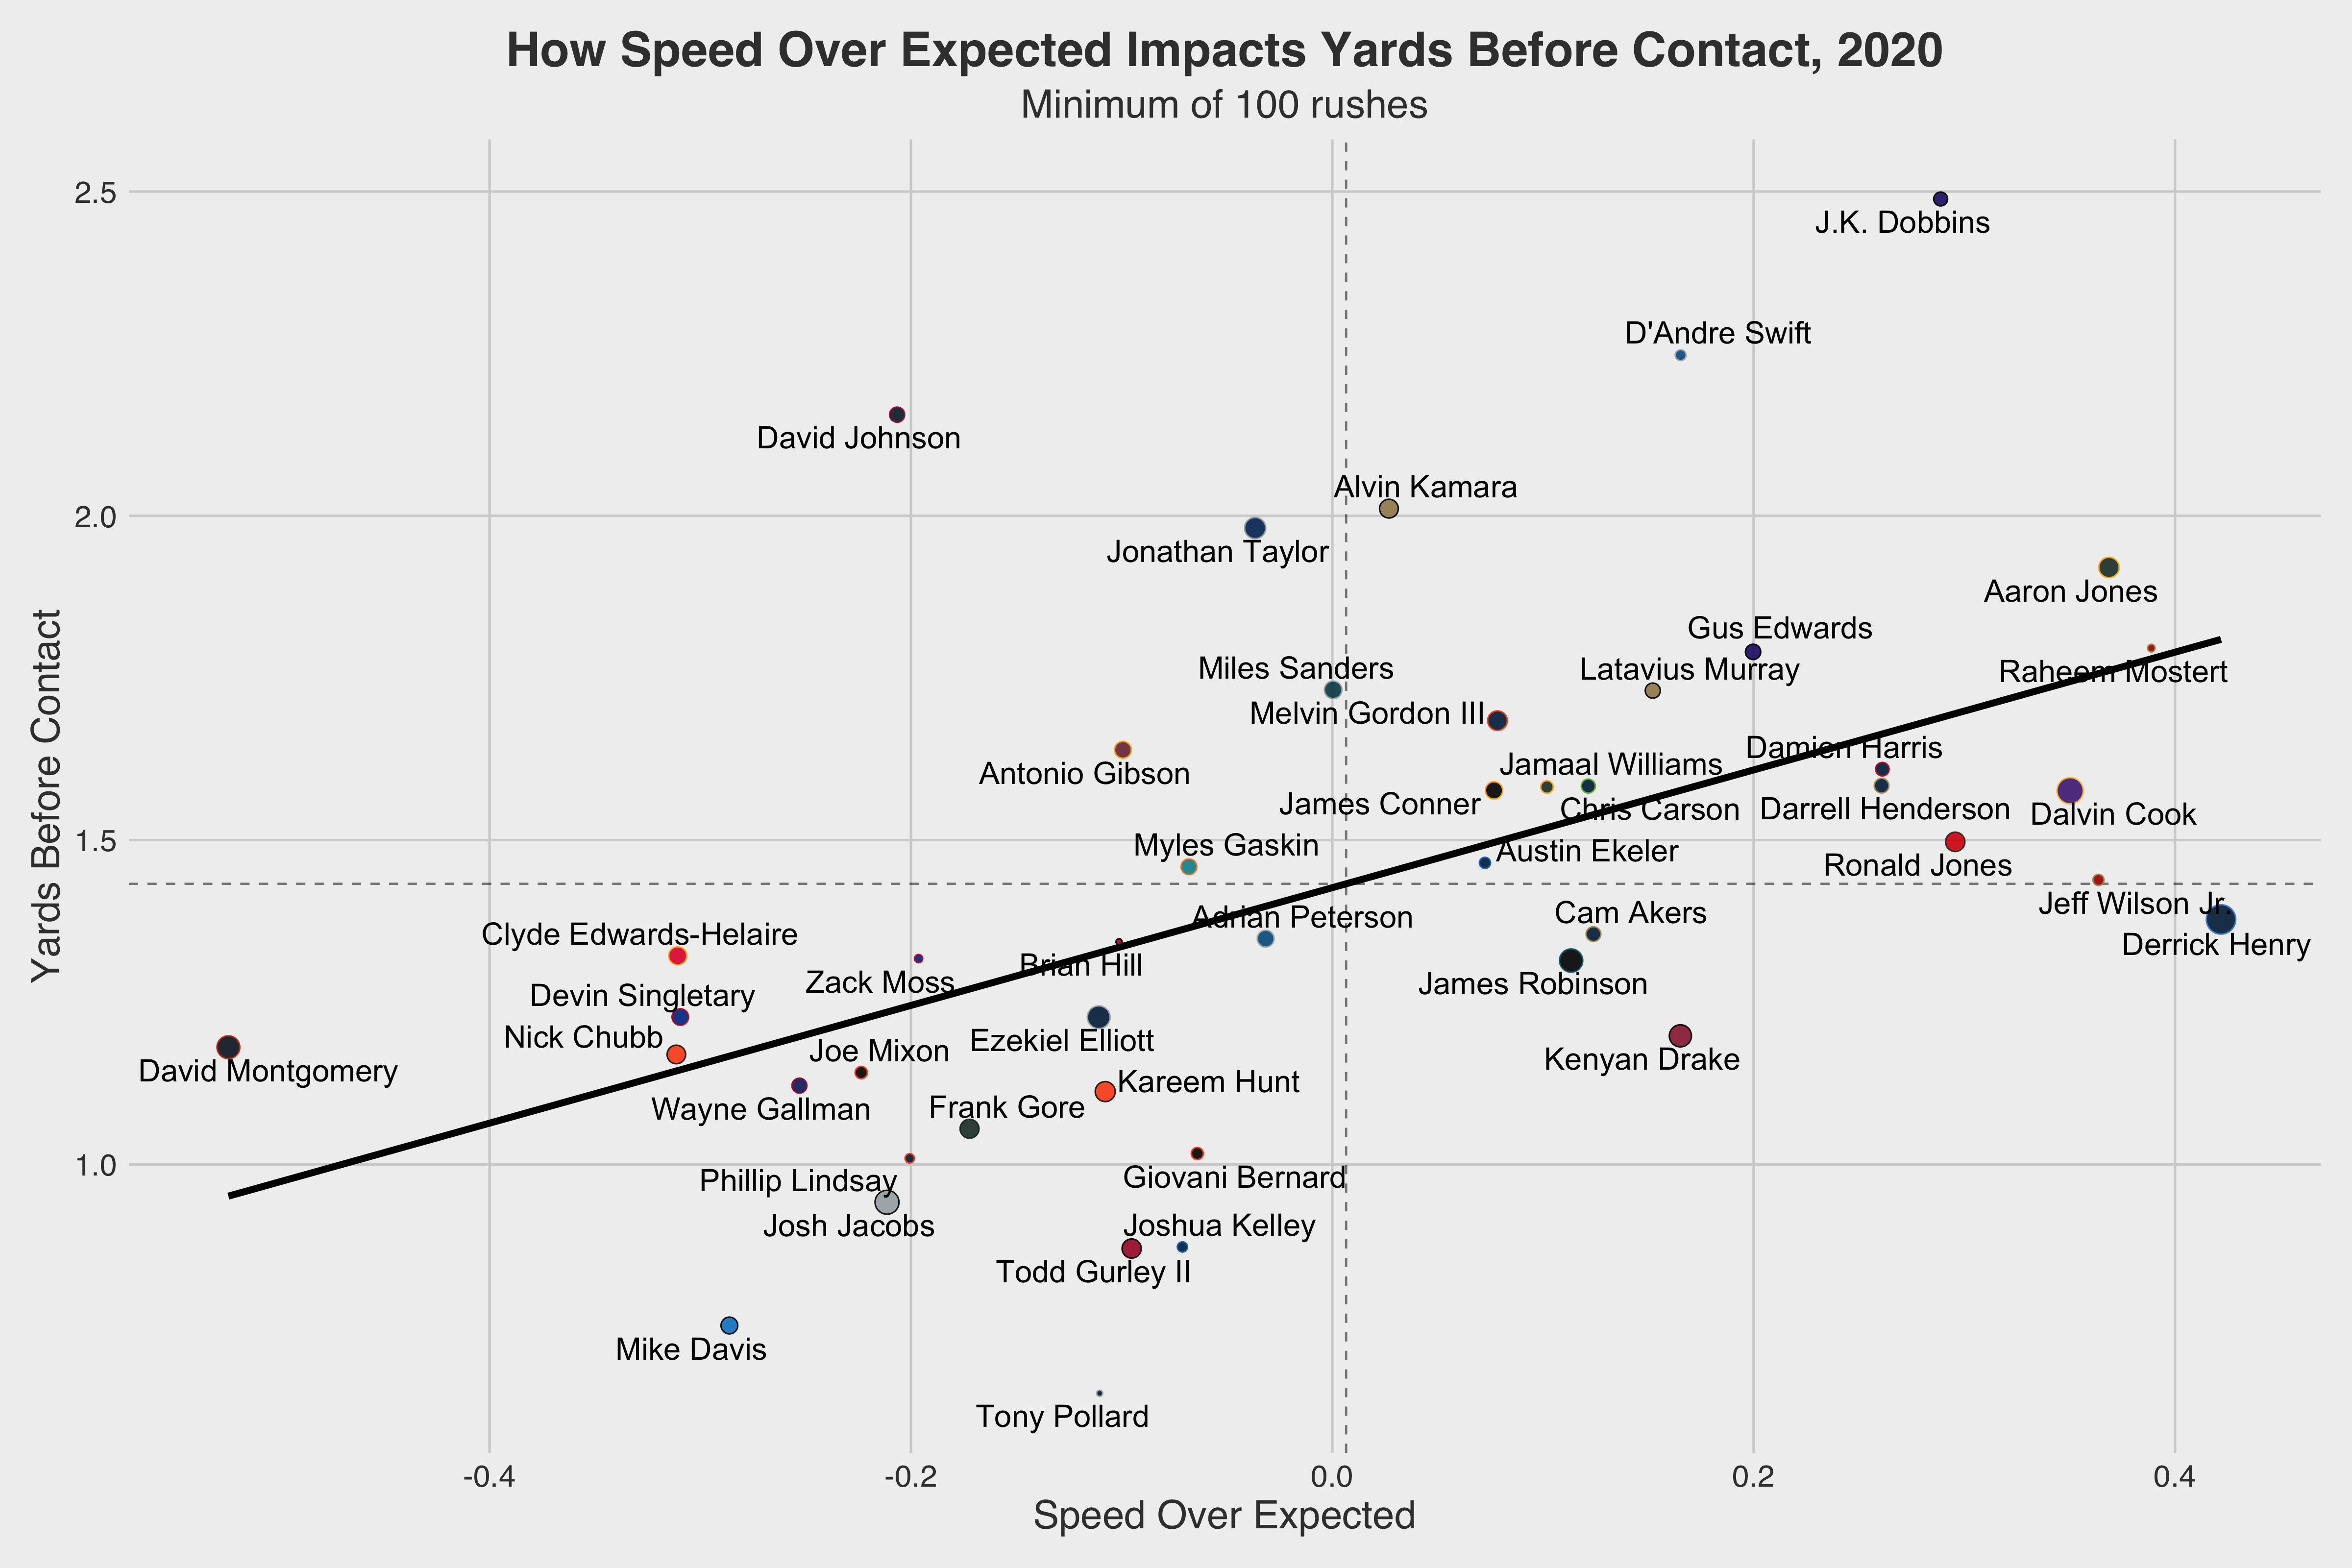 How Speed Over Expected Impacts Yards Before Contact, 2020
Minimum of 100 rushes
2.5
J.K. Dobbins
D'Andre Swift
David Johnson
Alvin Kamara
2.0
Jonathan Taylor
Aaron Jones
Gus Edwards
Miles Sanders
Latavius Murray
Raheem Mostert
Melvin Gordon III
Damien Harris
Antonio Gibson
Jamaal Williams
James Conner
Chris Carson
Darrell Henderson
Dalvin Cook
Yards Before Contact
1.5
Myles Gaskin
Austin Ekeler
Ronald Jones
Jeff Wilson Jr.
Cam Akers
Adrian Peterson
Clyde Edwards-Helaire
Derrick Henry
Brian Hill
Zack Moss
James Robinson
Devin Singletary
Nick Chubb
Ezekiel Elliott
Joe Mixon
Kenyan Drake
David Montgomery
Kareem Hunt
Wayne Gallman
Frank Gore
1.0
Phillip Lindsay
Giovani Bernard
Josh Jacobs
Joshua Kelley
Todd Gurley II
Mike Davis
Tony Pollard
-0.4
-0.2
0.0
0.2
0.4
Speed Over Expected